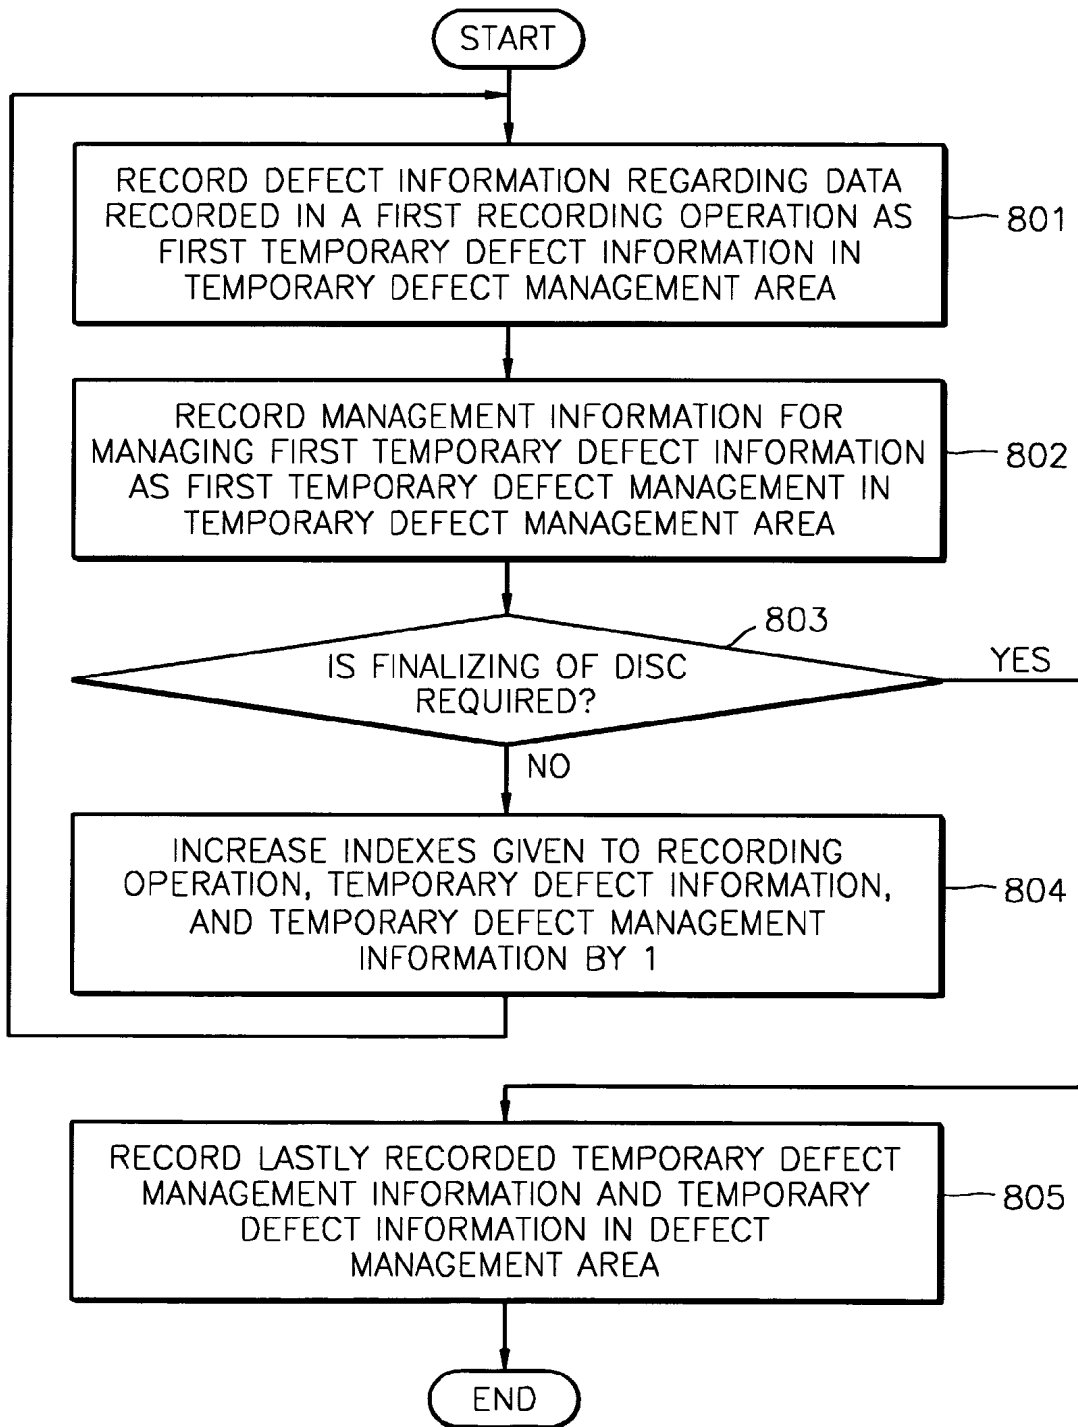 START
RECORD DEFECT INFORMATION REGARDING DATA
RECORDED IN A FIRST RECORDING OPERATION AS
FIRST TEMPORARY DEFECT INFORMATION IN
TEMPORARY DEFECT MANAGEMENT AREA
801
RECORD MANAGEMENT INFORMATION FOR
MANAGING FIRST TEMPORARY DEFECT INFORMATION
AS FIRST TEMPORARY DEFECT MANAGEMENT IN
TEMPORARY DEFECT MANAGEMENT AREA
802
803
IS FINALIZING OF DISC
REQUIRED?
YES
NO
INCREASE INDEXES GIVEN TO RECORDING
OPERATION, TEMPORARY DEFECT INFORMATION,
AND TEMPORARY DEFECT MANAGEMENT
INFORMATION BY 1
804
RECORD LASTLY RECORDED TEMPORARY DEFECT
MANAGEMENT INFORMATION AND TEMPORARY
DEFECT INFORMATION IN DEFECT
MANAGEMENT AREA
805
END